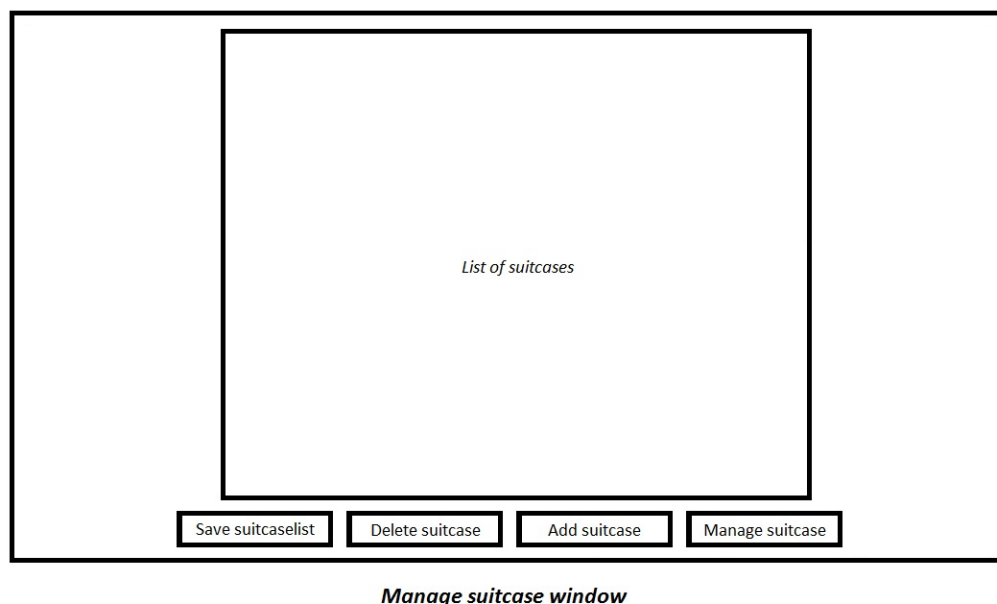 List of suitcases
Save suitcaselist Delete suitcase Add suitcase Manage suitcase
Manage suitcase window